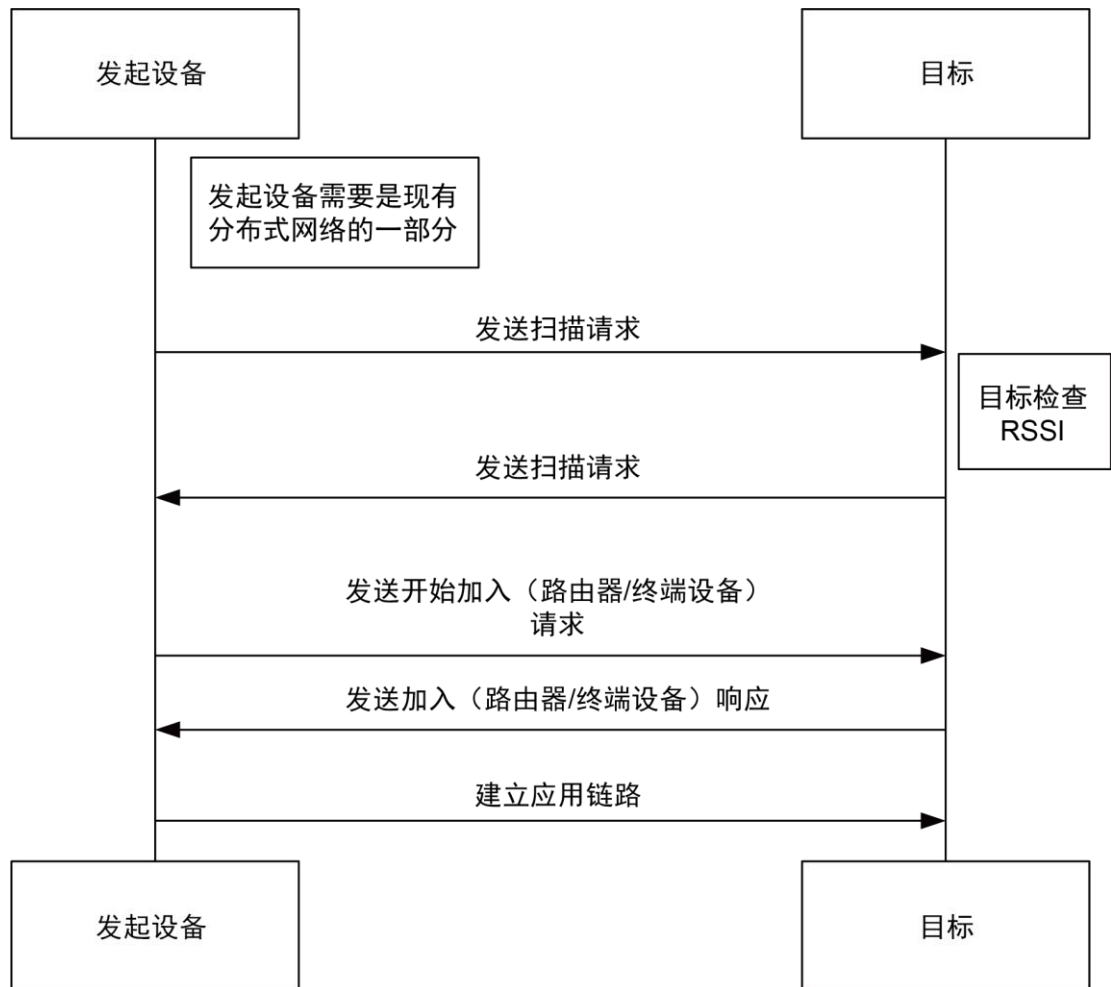 发起设备
目标
发起设备需要是现有
分布式网络的一部分
发送扫描请求
目标检查
RSSI
发送扫描请求
发送开始加入（路由器/终端设备）
请求
发送加入（路由器/终端设备）响应
建立应用链路
发起设备
目标